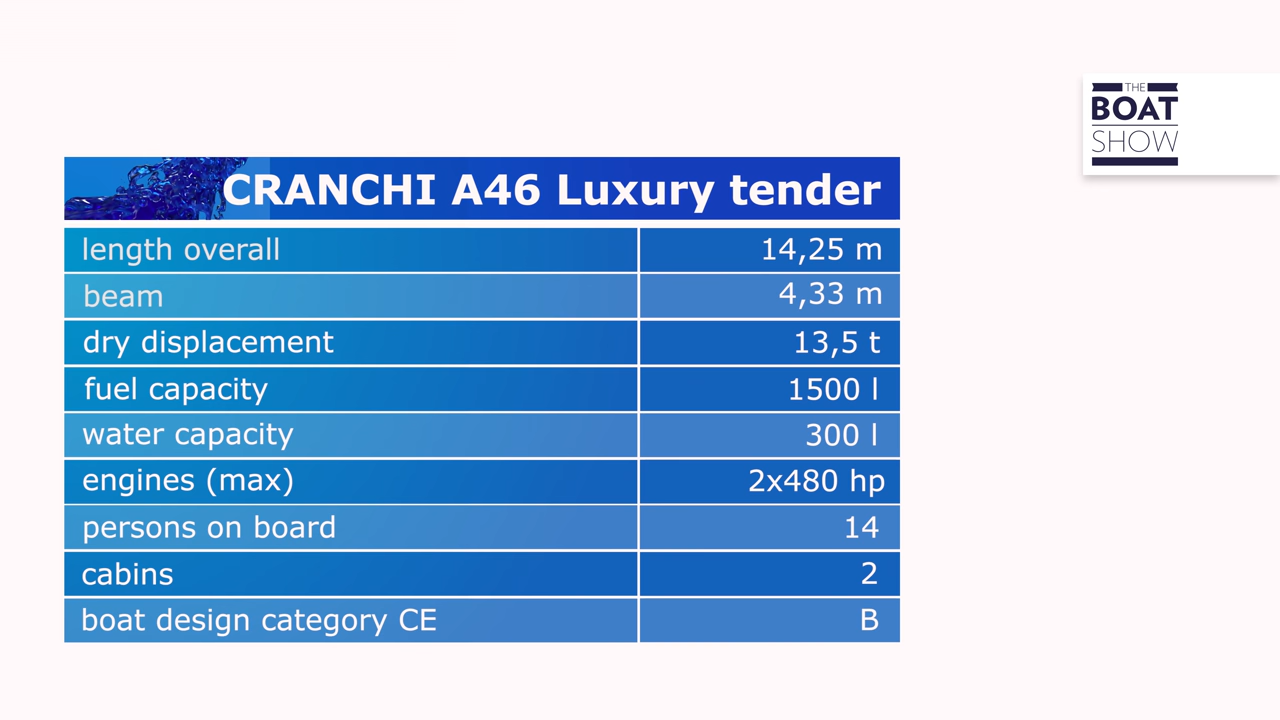 THE
BOAT
SHOW
CRANCHI A46 Luxury tender
length overall 14,25 m
beam 4,33 m
dry displacement 13,5 t
fuel capacity 1500 l
water capacity 300 l
engines (max) 2x480 hp
persons on board 14
cabins 2
boat design category CE B